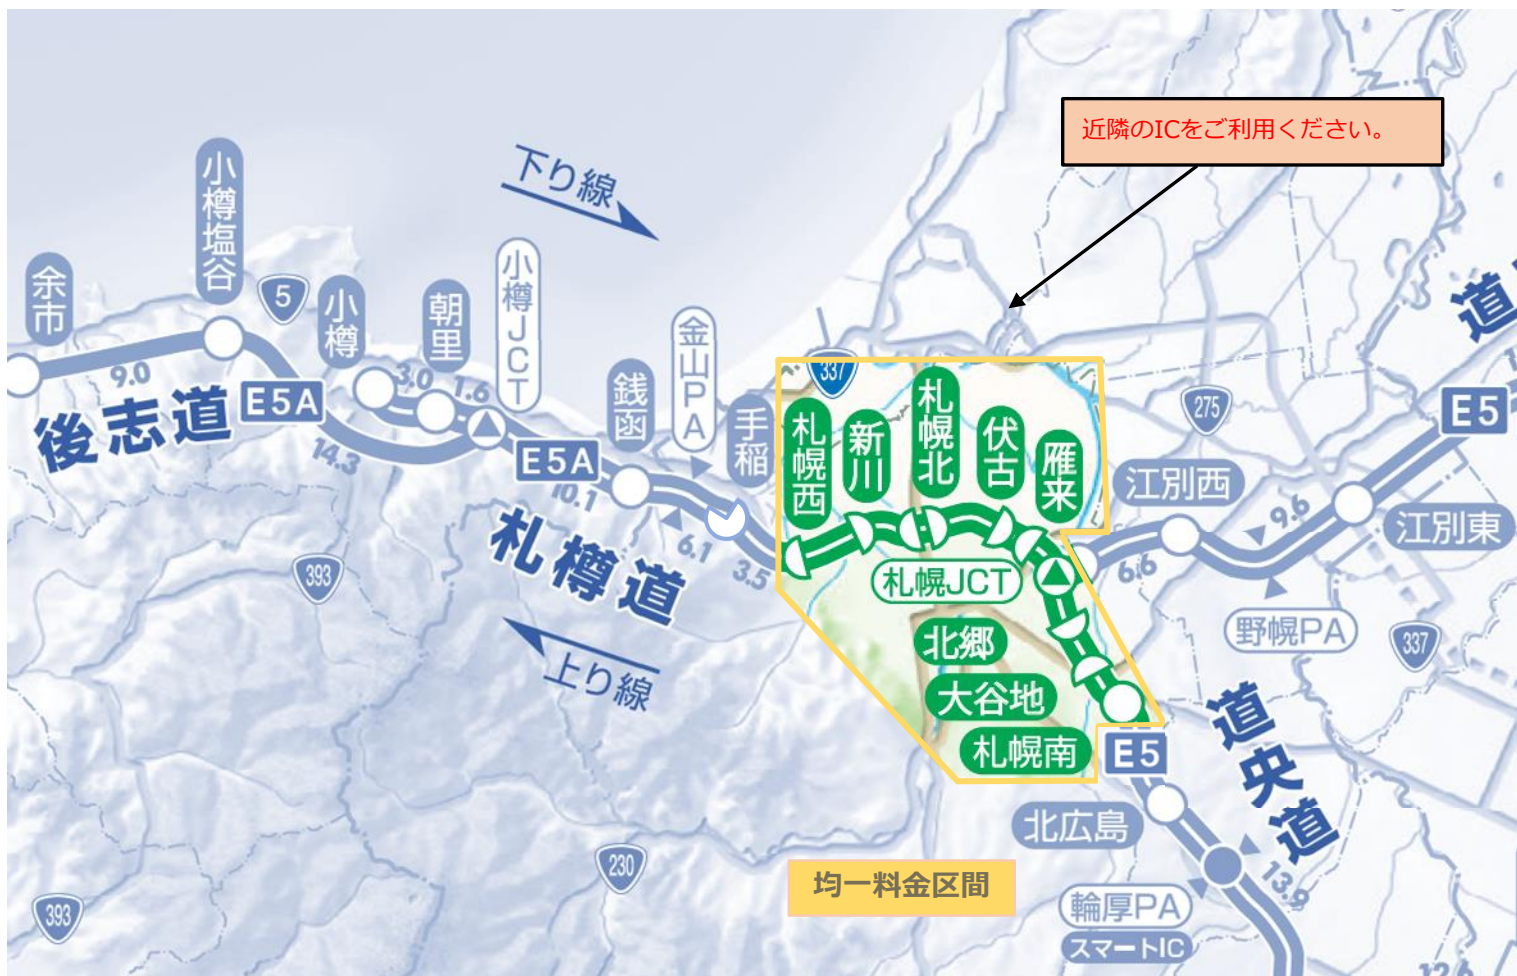 近隣のICをご利用ください。
下り線
小樽塩谷
余市
5
小樽
朝里
小樽JCT
金山PA
銭函
手稲
337
札幌西
新川
札幌北
伏古
雁来
275
E5
道
9.0
3.0
1.6
後志道
E5A
14.3
E5A
10.1
6.1
3.5
札樽道
393
江別西
9.6
江別東
6.6
札幌JCT
野幌PA
337
北郷
大谷地
札幌南
上り線
E5
道央道
北広島
230
均一料金区間
13.9
輪厚PA
スマートIC
393